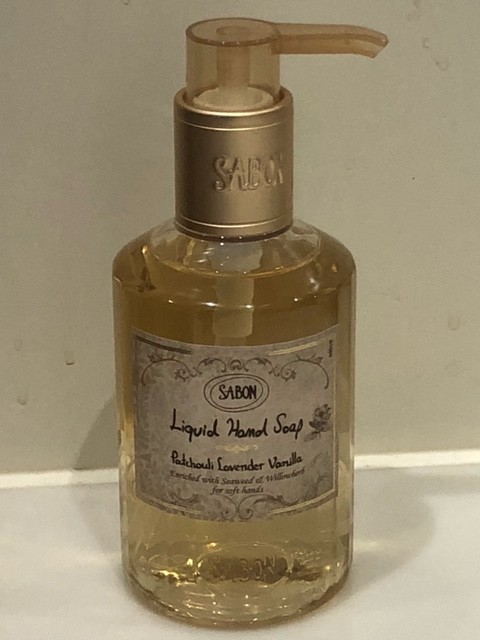 SABON
SABON
Liquid Hand Soap
Patchouli Lavender Vanilla
Enriched with Seaweed & Willowherb
for soft hands
SABON